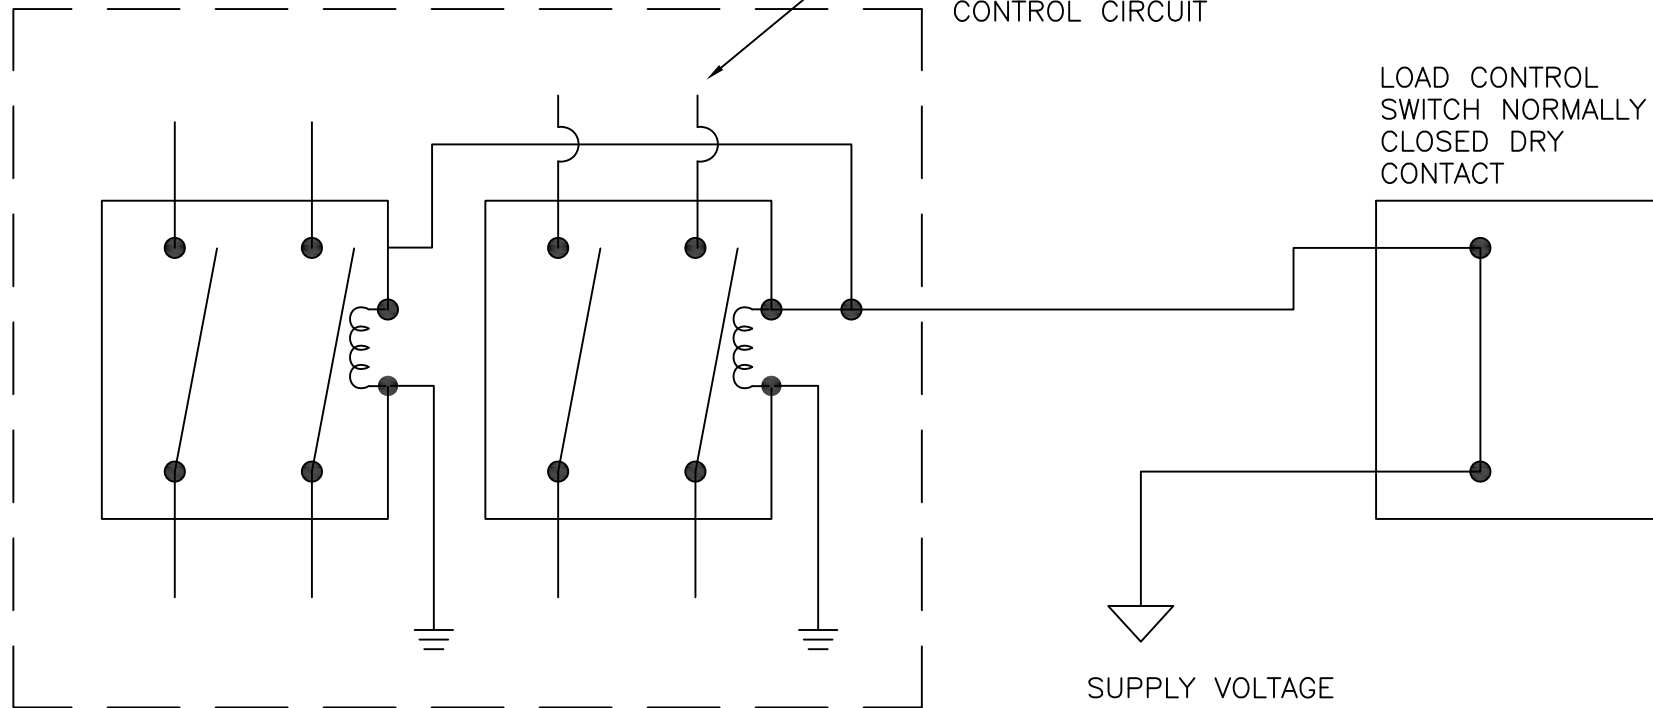 CONTROL CIRCUIT
LOAD CONTROL
SWITCH NORMALLY
CLOSED DRY
CONTACT
SUPPLY VOLTAGE